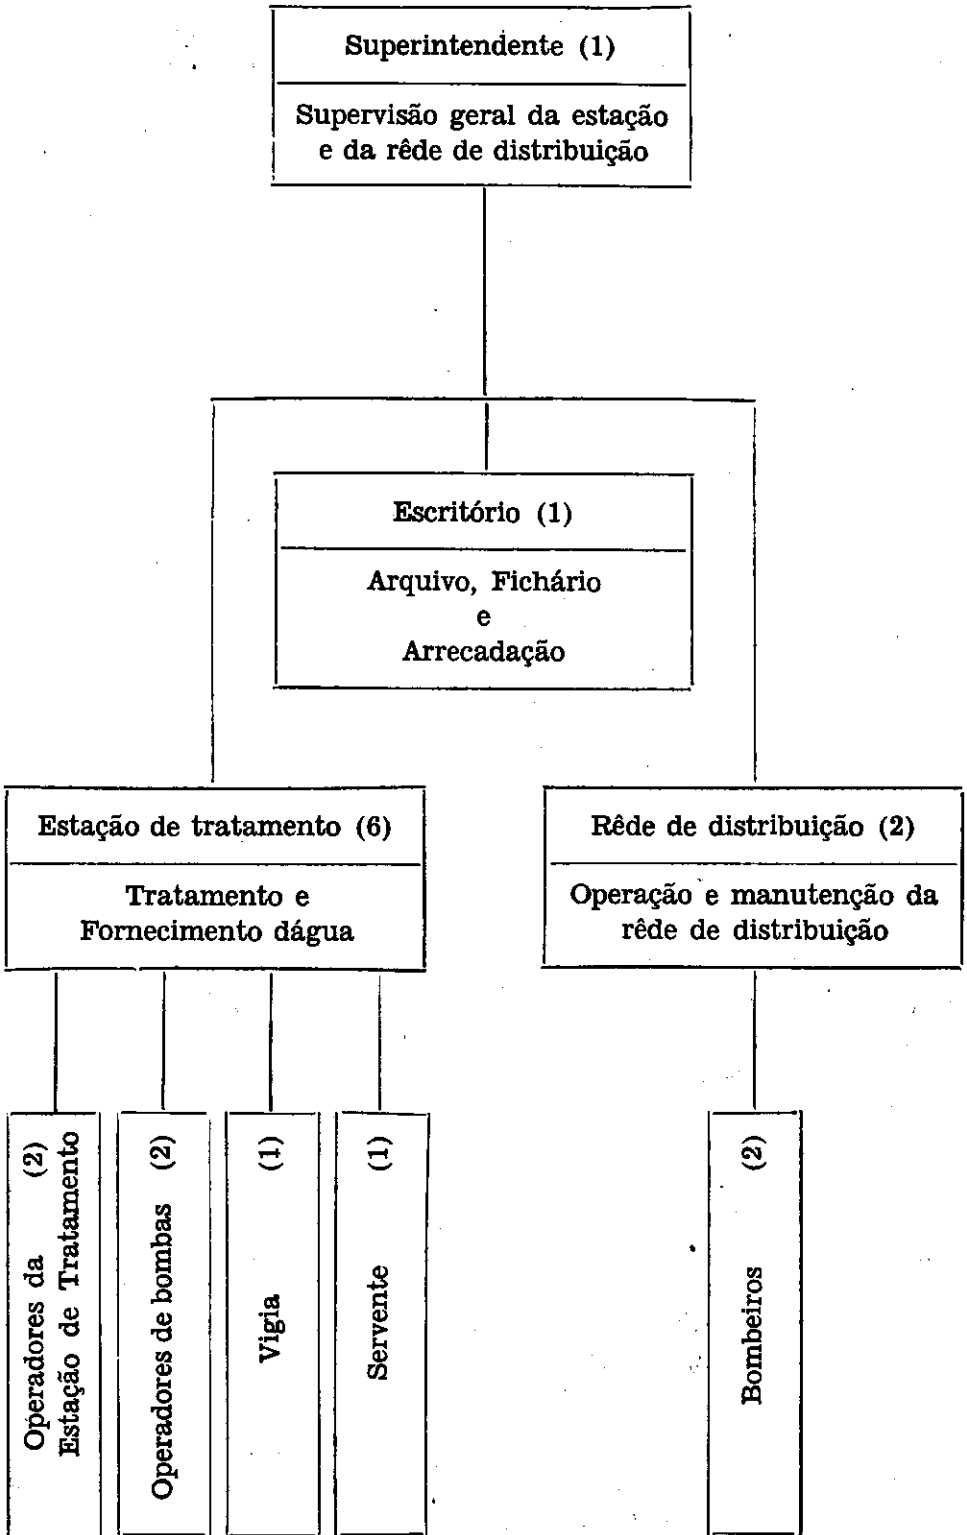 Superintendente (1)
Supervisão geral da estação
e da rêde de distribuição
Escritório (1)
Arquivo, Fichário
e
Arrecadação
Estação de tratamento (6)
Tratamento e
Fornecimento dágua
Rêde de distribuição (2)
Operação e manutenção da
rêde de distribuição
Operadores da (2)
Estação de Tratamento
Operadores de bombas (2)
Vigia (1)
Servente (1)
Bombeiros (2)